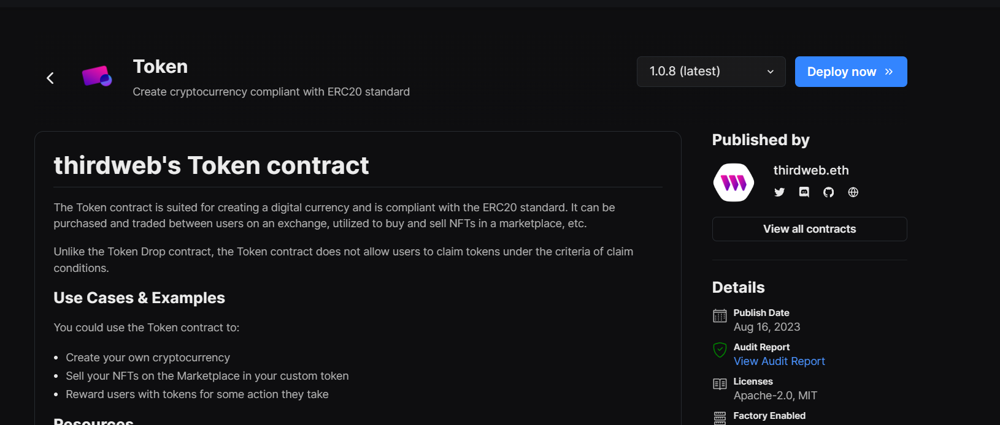 Token
Create cryptocurrency compliant with ERC20 standard
1.0.8 (latest)
Deploy now
thirdweb's Token contract
The Token contract is suited for creating a digital currency and is compliant with the ERC20 standard. It can be
purchased and traded between users on an exchange, utilized to buy and sell NFTs in a marketplace, etc.
Unlike the Token Drop contract, the Token contract does not allow users to claim tokens under the criteria of claim
conditions.
Use Cases & Examples
You could use the Token contract to:
• Create your own cryptocurrency
• Sell your NFTs on the Marketplace in your custom token
• Reward users with tokens for some action they take
Resources
Published by
thirdweb.eth
View all contracts
Details
Publish Date
Aug 16, 2023
Audit Report
View Audit Report
Licenses
Apache-2.0, MIT
Factory Enabled